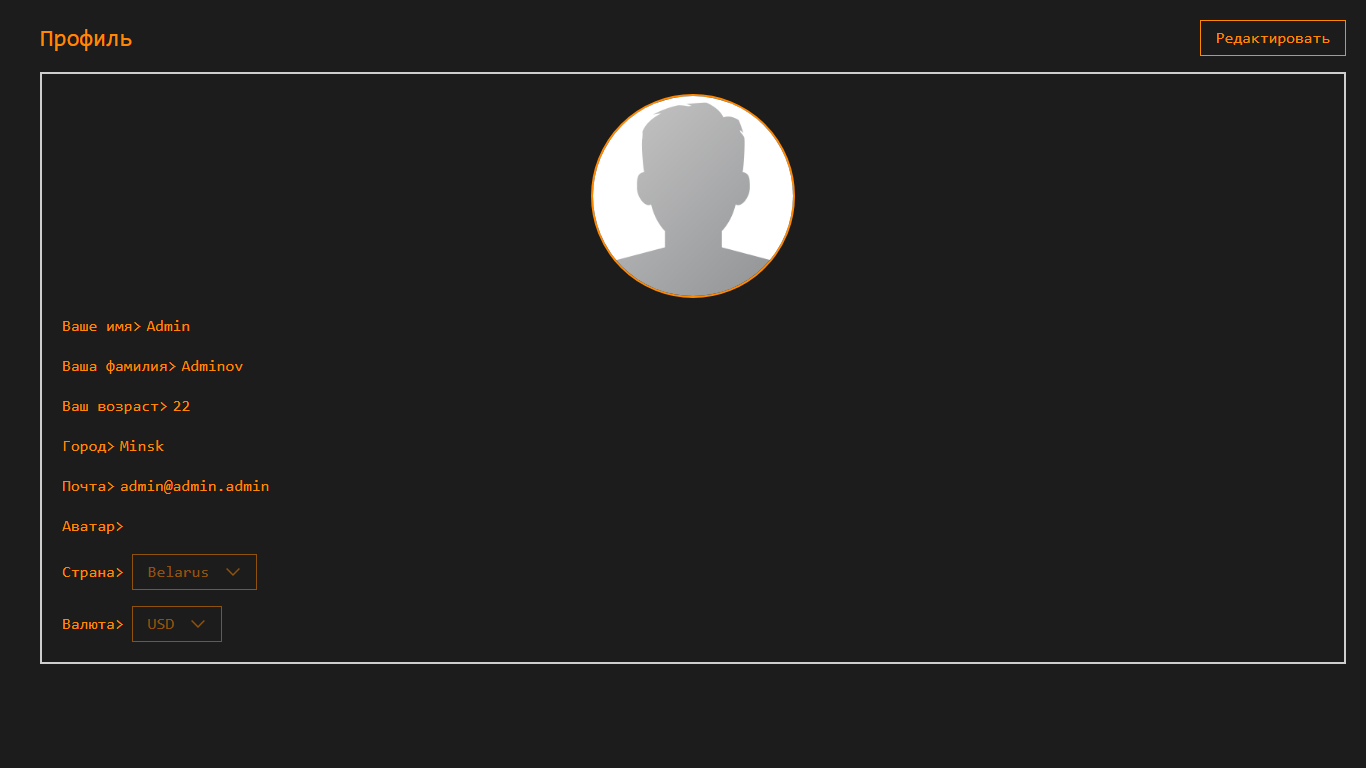 Профиль
Редактировать
Ваше имя> Admin
Ваша фамилия> Adminov
Ваш возраст> 22
Город> Minsk
Почта> admin@admin.admin
Аватар>
Страна> Belarus
Валюта> USD